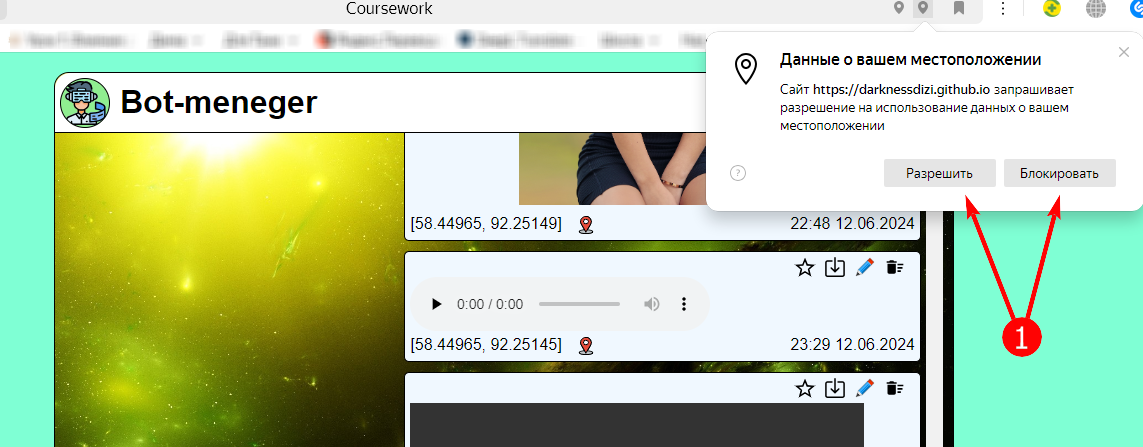 Coursework
Данные о вашем местоположении
Сайт https://darknessdizi.github.io запрашивает
разрешение на использование данных о вашем
местоположении
?
Разрешить
Блокировать
Bot-meneger
[58.44965, 92.25149]
22:48 12.06.2024
0:00 / 0:00
[58.44965, 92.25145]
23:29 12.06.2024
1